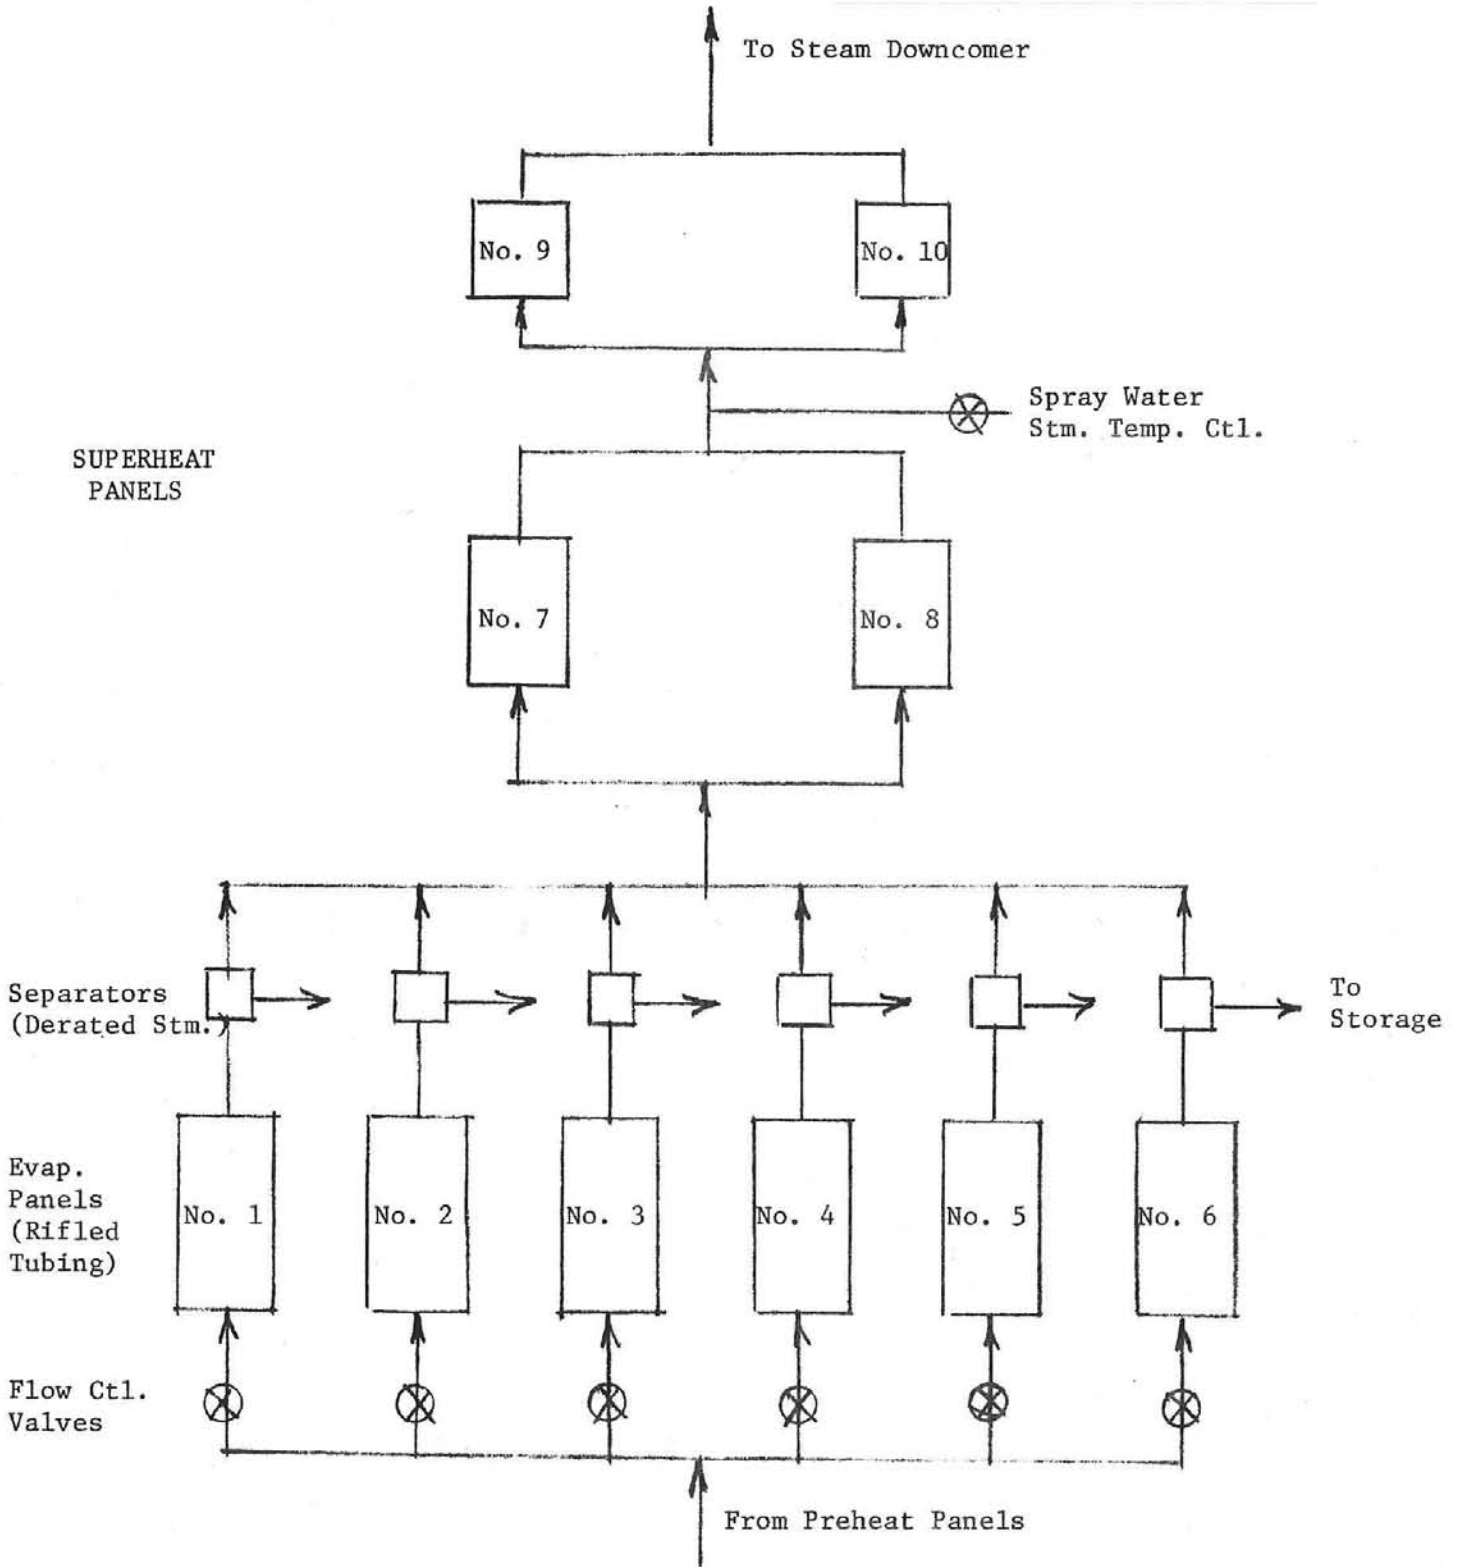 To Steam Downcomer
No. 9
No. 10
Spray Water
Stm. Temp. Ctl.
SUPERHEAT
PANELS
No. 7
No. 8
Separators
(Derated Stm.)
To
Storage
Evap.
Panels
(Rifled
Tubing)
No. 1
No. 2
No. 3
No. 4
No. 5
No. 6
Flow Ctl.
Valves
From Preheat Panels